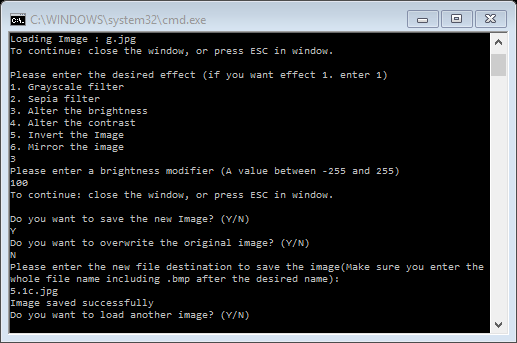 C:\WINDOWS\system32\cmd.exe
Loading Image : g.jpg
To continue: close the window, or press ESC in window.
Please enter the desired effect (if you want effect 1. enter 1)
1. Grayscale filter
2. Sepia filter
3. Alter the brightness
4. Alter the contrast
5. Invert the Image
6. Mirror the image
3
Please enter a brightness modifier (A value between -255 and 255)
100
To continue: close the window, or press ESC in window.
Do you want to save the new Image? (Y/N)
Y
Do you want to overwrite the original image? (Y/N)
N
Please enter the new file destination to save the image(Make sure you enter the
whole file name including .bmp after the desired name):
5.1c.jpg
Image saved successfully
Do you want to load another image? (Y/N)